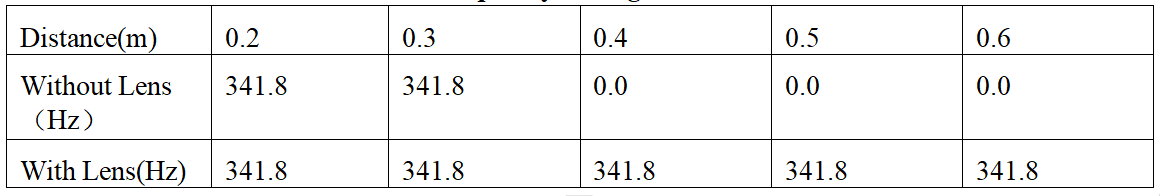 Distance(m) 0.2 0.3 0.4 0.5 0.6
Without Lens 341.8 341.8 0.0 0.0 0.0
（Hz）
With Lens(Hz) 341.8 341.8 341.8 341.8 341.8